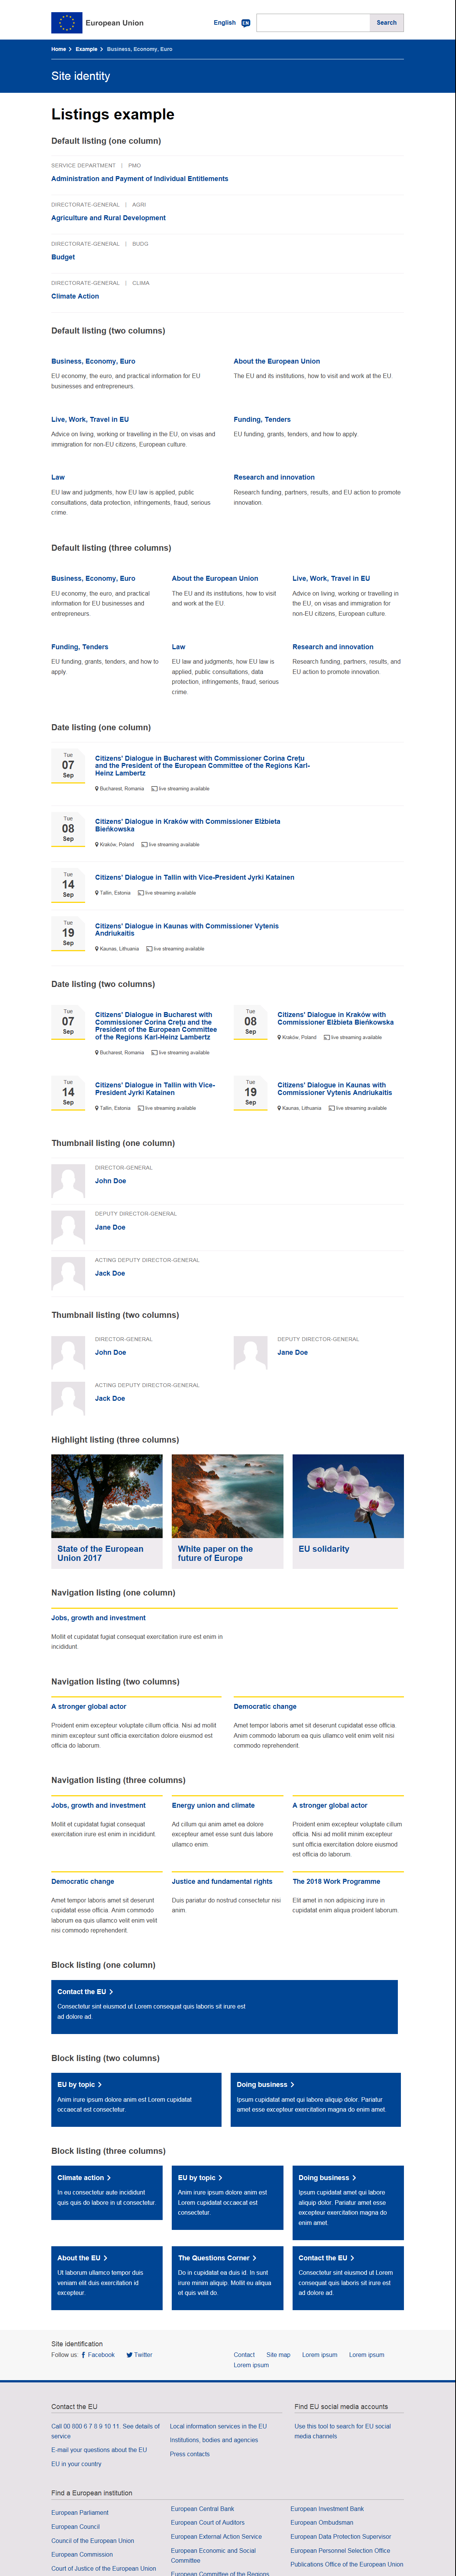 European Union
English EN
Search
Home Example Business, Economy, Euro
Site identity
Listings example
Default listing (one column)
SERVICE DEPARTMENT | PMO
Administration and Payment of Individual Entitlements
DIRECTORATE-GENERAL | AGRI
Agriculture and Rural Development
DIRECTORATE-GENERAL | BUDG
Budget
DIRECTORATE-GENERAL | CLIMA
Climate Action
Default listing (two columns)
Business, Economy, Euro
EU economy, the euro, and practical information for EU
businesses and entrepreneurs.
About the European Union
The EU and its institutions, how to visit and work at the EU.
Live, Work, Travel in EU
Advice on living, working or travelling in the EU, on visas and
immigration for non-EU citizens, European culture.
Funding, Tenders
EU funding, grants, tenders, and how to apply.
Law
EU law and judgments, how EU law is applied, public
consultations, data protection, infringements, fraud, serious
crime.
Research and innovation
Research funding, partners, results, and EU action to promote
innovation.
Default listing (three columns)
Business, Economy, Euro
EU economy, the euro, and practical
information for EU businesses and
entrepreneurs.
About the European Union
The EU and its institutions, how to visit
and work at the EU.
Live, Work, Travel in EU
Advice on living, working or travelling in
the EU, on visas and immigration for
non-EU citizens, European culture.
Funding, Tenders
EU funding, grants, tenders, and how to
apply.
Law
EU law and judgments, how EU law is
applied, public consultations, data
protection, infringements, fraud, serious
crime.
Research and innovation
Research funding, partners, results, and
EU action to promote innovation.
Date listing (one column)
Tue
07
Sep
Citizens' Dialogue in Bucharest with Commissioner Corina Crețu
and the President of the European Committee of the Regions Karl-
Heinz Lambertz
Bucharest, Romania live streaming available
Tue
08
Sep
Citizens' Dialogue in Kraków with Commissioner Elżbieta
Bieńkowska
Kraków, Poland live streaming available
Tue
14
Sep
Citizens' Dialogue in Tallin with Vice-President Jyrki Katainen
Tallin, Estonia live streaming available
Tue
19
Sep
Citizens' Dialogue in Kaunas with Commissioner Vytenis
Andriukaitis
Kaunas, Lithuania live streaming available
Date listing (two columns)
Tue
07
Sep
Citizens' Dialogue in Bucharest with
Commissioner Corina Crețu and the
President of the European Committee
of the Regions Karl-Heinz Lambertz
Bucharest, Romania live streaming available
Tue
08
Sep
Citizens' Dialogue in Kraków with
Commissioner Elżbieta Bieńkowska
Kraków, Poland live streaming available
Tue
14
Sep
Citizens' Dialogue in Tallin with Vice-
President Jyrki Katainen
Tallin, Estonia live streaming available
Tue
19
Sep
Citizens' Dialogue in Kaunas with
Commissioner Vytenis Andriukaitis
Kaunas, Lithuania live streaming available
Thumbnail listing (one column)
DIRECTOR-GENERAL
John Doe
DEPUTY DIRECTOR-GENERAL
Jane Doe
ACTING DEPUTY DIRECTOR-GENERAL
Jack Doe
Thumbnail listing (two columns)
DIRECTOR-GENERAL
John Doe
DEPUTY DIRECTOR-GENERAL
Jane Doe
ACTING DEPUTY DIRECTOR-GENERAL
Jack Doe
Highlight listing (three columns)
State of the European
Union 2017
White paper on the
future of Europe
EU solidarity
Navigation listing (one column)
Jobs, growth and investment
Mollit et cupidatat fugiat consequat exercitation irure est enim in
incididunt.
Navigation listing (two columns)
A stronger global actor
Proident enim excepteur voluptate cillum officia. Nisi ad mollit
minim excepteur sunt officia exercitation dolore eiusmod est
officia do laborum.
Democratic change
Amet tempor laboris amet sit deserunt cupidatat esse officia.
Anim commodo laborum ea quis ullamco velit enim velit nisi
commodo reprehenderit.
Navigation listing (three columns)
Jobs, growth and investment
Mollit et cupidatat fugiat consequat
exercitation irure est enim in incididunt.
Energy union and climate
Ad cillum qui anim amet ea dolore
excepteur amet esse sunt duis labore
ullamco enim.
A stronger global actor
Proident enim excepteur voluptate cillum
officia. Nisi ad mollit minim excepteur
sunt officia exercitation dolore eiusmod
est officia do laborum.
Democratic change
Amet tempor laboris amet sit deserunt
cupidatat esse officia. Anim commodo
laborum ea quis ullamco velit enim velit
nisi commodo reprehenderit.
Justice and fundamental rights
Duis pariatur do nostrud consectetur nisi
anim.
The 2018 Work Programme
Elit amet in non adipisicing irure in
cupidatat enim aliqua proident laborum.
Block listing (one column)
Contact the EU
Consectetur sint eiusmod ut Lorem consequat quis laboris sit irure est
ad dolore ad.
Block listing (two columns)
EU by topic
Anim irure ipsum dolore anim est Lorem cupidatat
occaecat est consectetur.
Doing business
Ipsum cupidatat amet qui labore aliquip dolor. Pariatur
amet esse excepteur exercitation magna do enim amet.
Block listing (three columns)
Climate action
In eu consectetur aute incididunt
quis quis do labore in ut consectetur.
EU by topic
Anim irure ipsum dolore anim est
Lorem cupidatat occaecat est
consectetur.
Doing business
Ipsum cupidatat amet qui labore
aliquip dolor. Pariatur amet esse
excepteur exercitation magna do
enim amet.
About the EU
Ut laborum ullamco tempor duis
veniam elit duis exercitation id
excepteur.
The Questions Corner
Do in cupidatat ea duis id. In sunt
irure minim aliquip. Mollit eu aliqua
et quis velit do.
Contact the EU
Consectetur sint eiusmod ut Lorem
consequat quis laboris sit irure est
ad dolore ad.
Site identification
Follow us: Facebook Twitter
Contact Site map Lorem ipsum Lorem ipsum
Lorem ipsum
Contact the EU
Call 00 800 6 7 8 9 10 11. See details of
service
E-mail your questions about the EU
EU in your country
Local information services in the EU
Institutions, bodies and agencies
Press contacts
Find EU social media accounts
Use this tool to search for EU social
media channels
Find a European institution
European Parliament
European Council
Council of the European Union
European Commission
Court of Justice of the European Union
European Central Bank
European Court of Auditors
European External Action Service
European Economic and Social
Committee
European Committee of the Regions
European Investment Bank
European Ombudsman
European Data Protection Supervisor
European Personnel Selection Office
Publications Office of the European Union